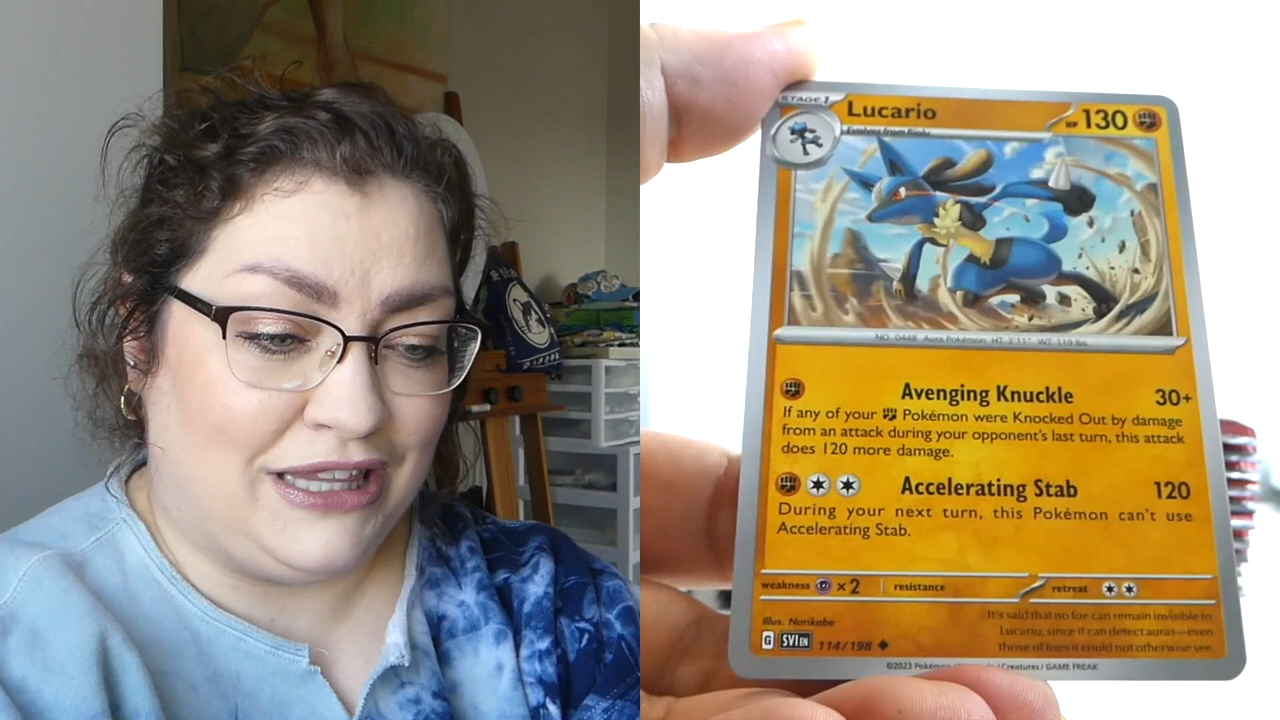 STAGE 1
Lucario
HP 130
Evolves from Riolu
NO. 0448 Aura Pokémon HT: 3'11" WT: 119 lbs
Avenging Knuckle 30+
If any of your Pokémon were Knocked Out by damage
from an attack during your opponent's last turn, this attack
does 120 more damage.
Accelerating Stab 120
During your next turn, this Pokémon can't use
Accelerating Stab.
weakness ×2 resistance retreat
Illus. Nurikabe
G SVI EN 114/198
It's said that no foe can remain invisible to
Lucario, since it can detect auras—even
those of foes it could not otherwise see.
©2023 Pokémon / Creatures / GAME FREAK